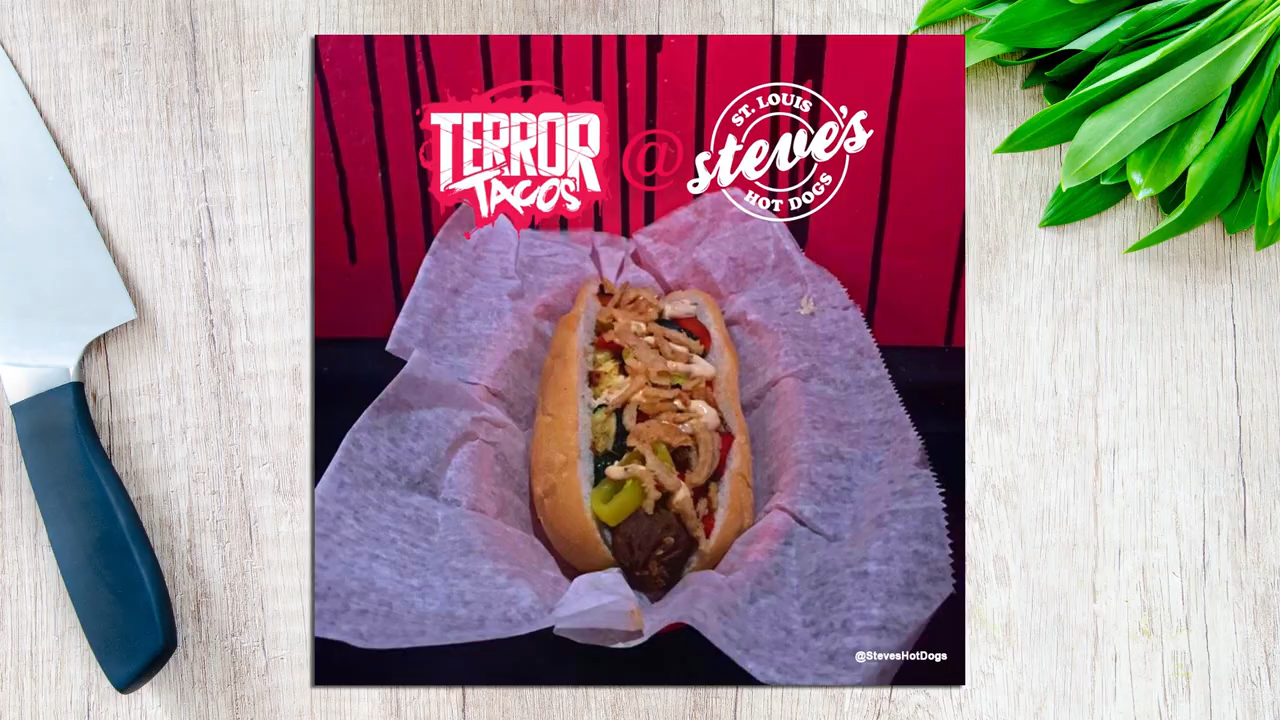 TERROR
TACOS
@
ST. LOUIS
steve's
HOT DOGS
@StevesHotDogs